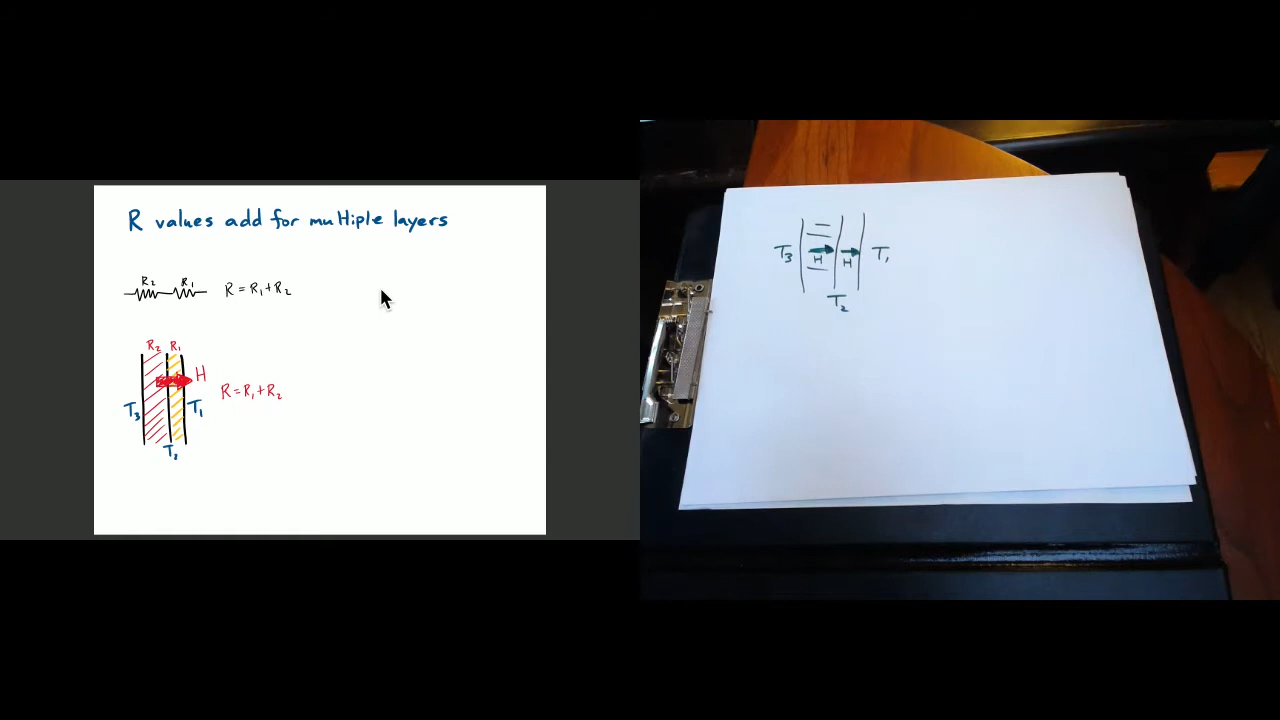 R values add for multiple layers
R₂ R₁
R = R₁ + R₂
R₂ R₁
H
R = R₁ + R₂
T₃ T₁
T₂
T₃ H H T₁
T₂